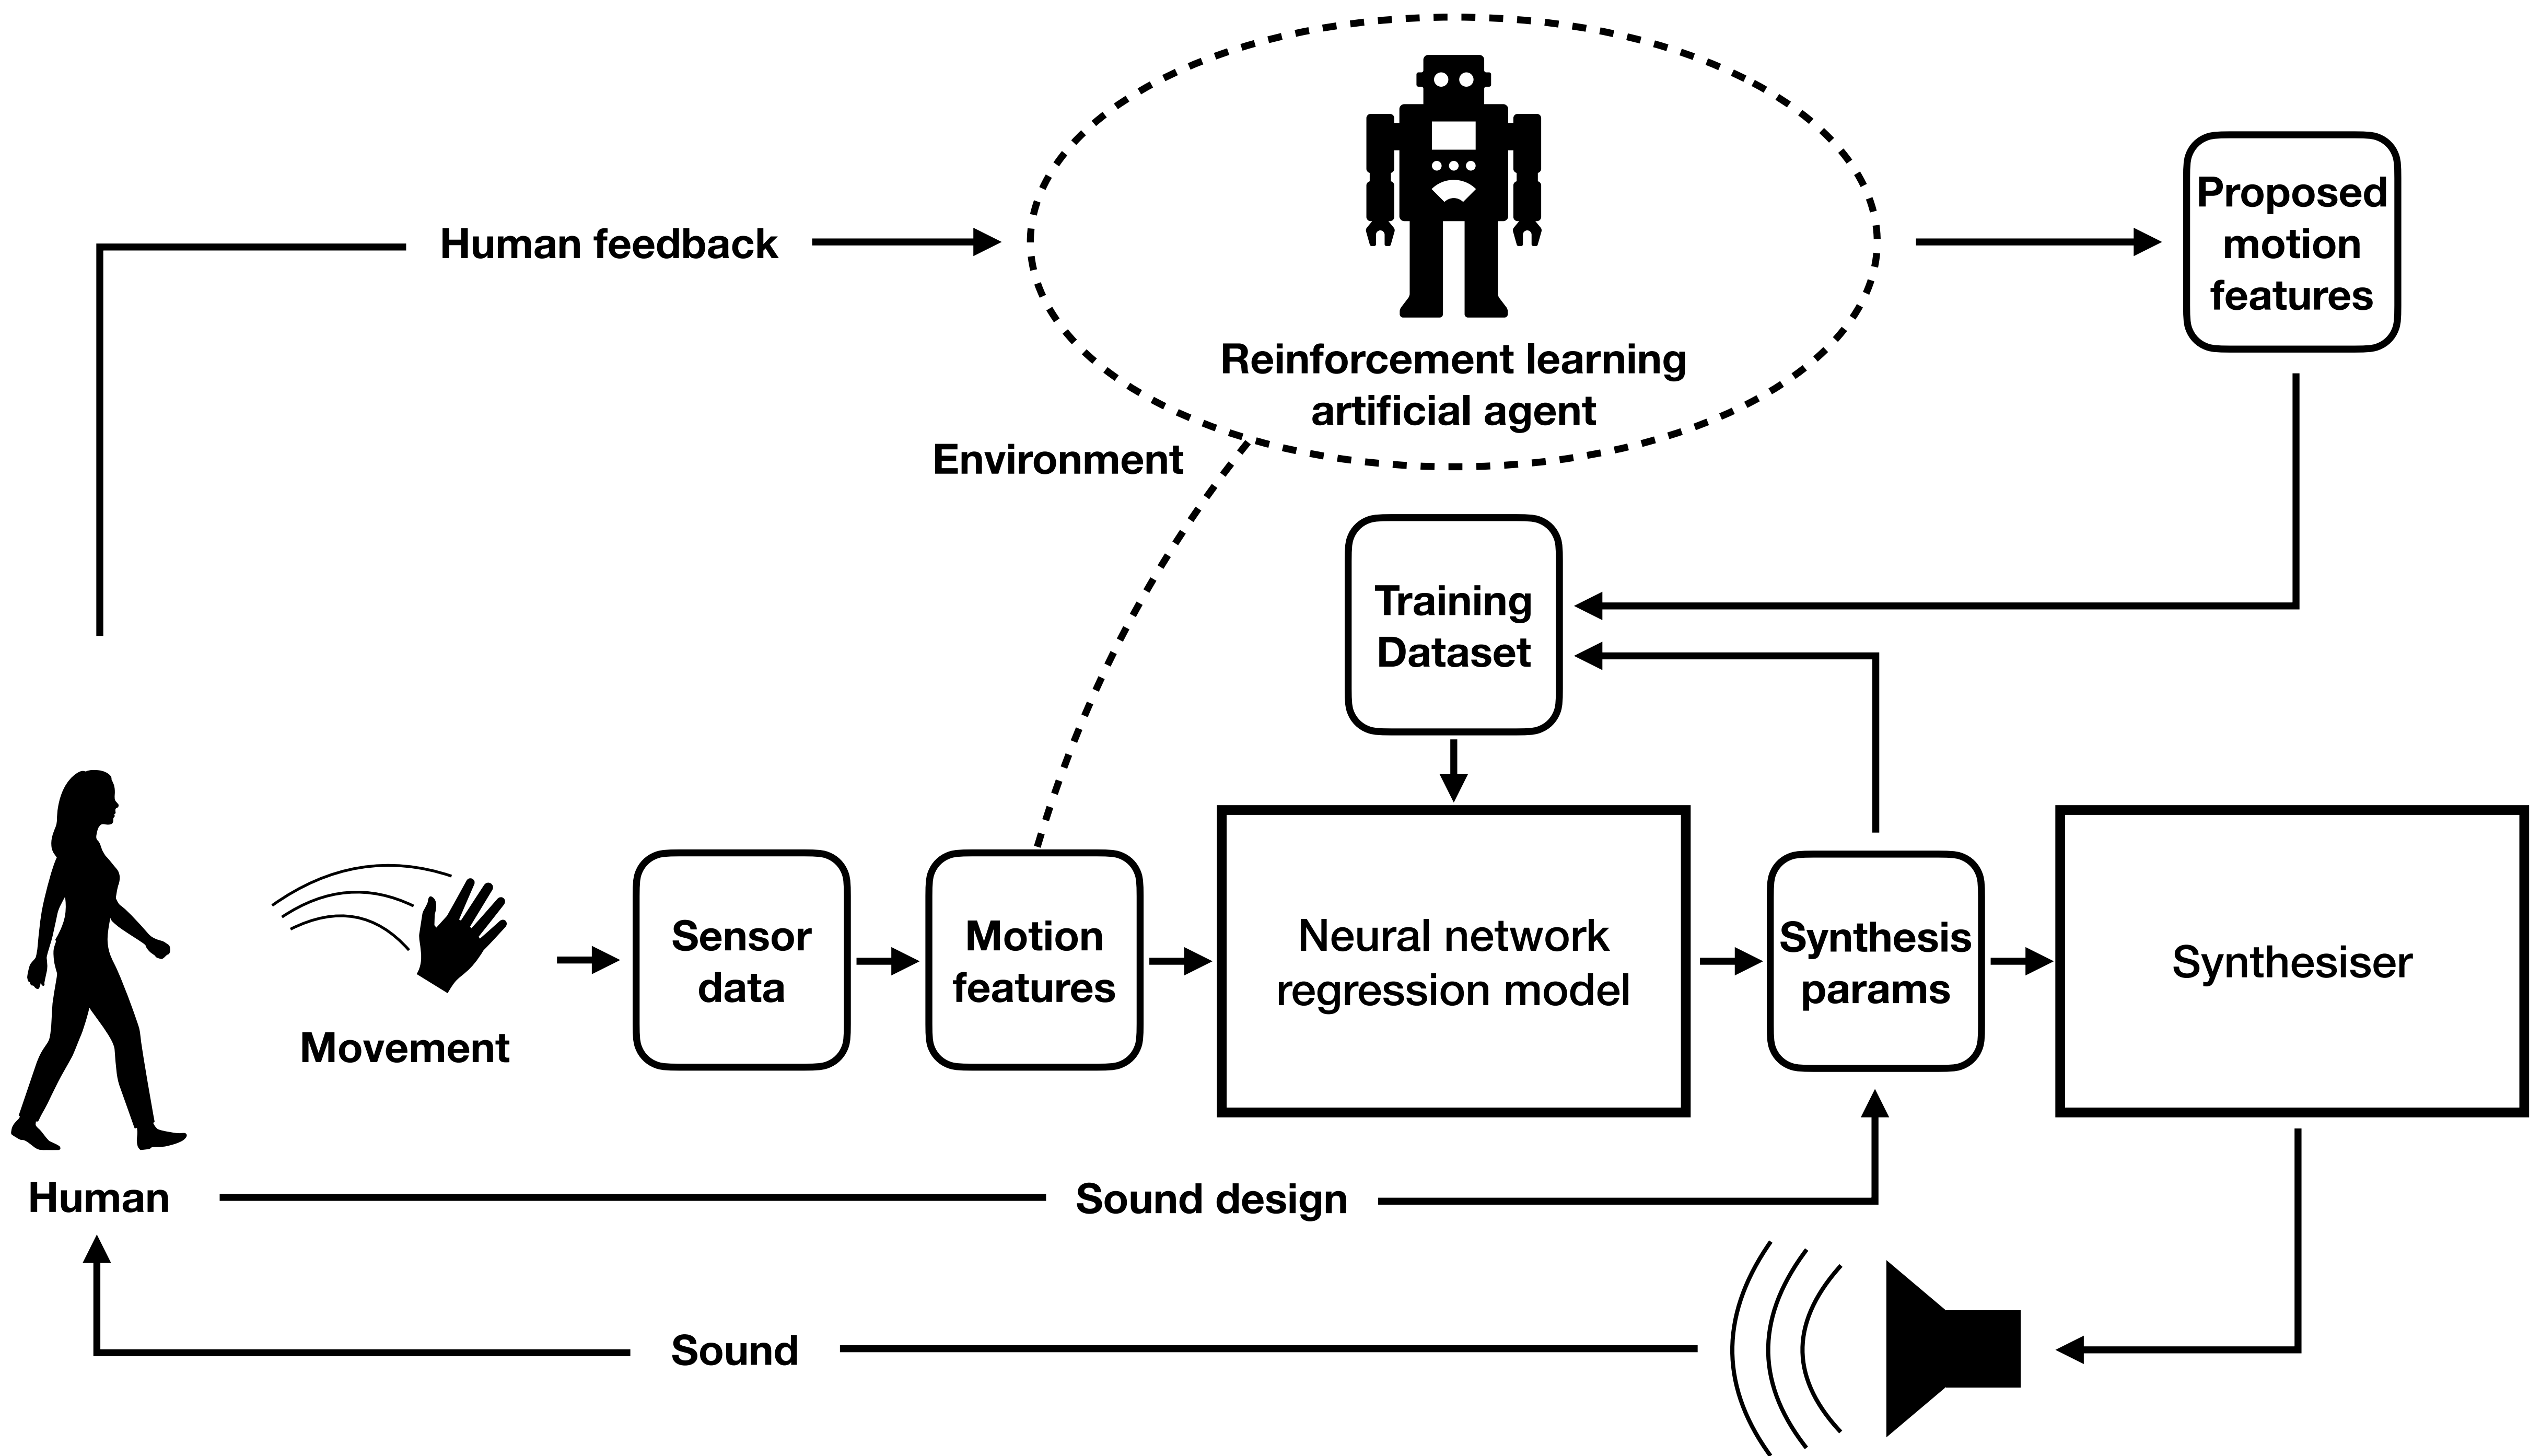 Human feedback
Reinforcement learning
artificial agent
Proposed
motion
features
Environment
Training
Dataset
Movement
Sensor
data
Motion
features
Neural network
regression model
Synthesis
params
Synthesiser
Human
Sound design
Sound